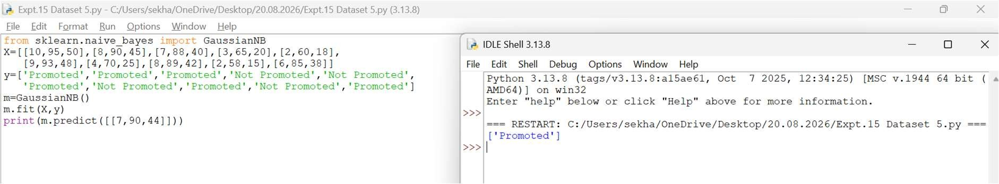 Expt.15 Dataset 5.py - C:/Users/sekha/OneDrive/Desktop/20.08.2026/Expt.15 Dataset 5.py (3.13.8)
File Edit Format Run Options Window Help
from sklearn.naive_bayes import GaussianNB
X=[[10,95,50],[8,90,45],[7,88,40],[3,65,20],[2,60,18],
[9,93,48],[4,70,25],[8,89,42],[2,58,15],[6,85,38]]
y=['Promoted','Promoted','Promoted','Not Promoted','Not Promoted',
'Promoted','Not Promoted','Promoted','Not Promoted','Promoted']
m=GaussianNB()
m.fit(X,y)
print(m.predict([[7,90,44]]))
IDLE Shell 3.13.8
File Edit Shell Debug Options Window Help
Python 3.13.8 (tags/v3.13.8:a15ae61, Oct  7 2025, 12:34:25) [MSC v.1944 64 bit (
AMD64)] on win32
Enter "help" below or click "Help" above for more information.
>>>
=== RESTART: C:/Users/sekha/OneDrive/Desktop/20.08.2026/Expt.15 Dataset 5.py ===
['Promoted']
>>>